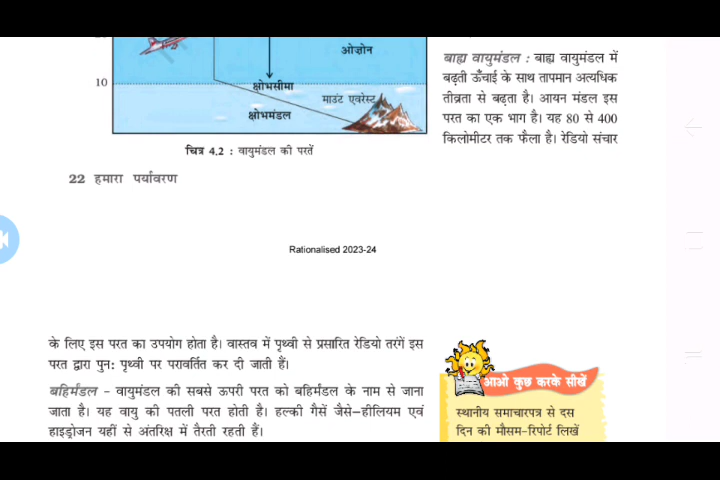 ओज़ोन
10
क्षोभसीमा
माउंट एवरेस्ट
क्षोभमंडल
चित्र 4.2 : वायुमंडल की परतें
22 हमारा पर्यावरण
बाह्य वायुमंडल : बाह्य वायुमंडल में
बढ़ती ऊँचाई के साथ तापमान अत्यधिक
तीव्रता से बढ़ता है। आयन मंडल इस
परत का एक भाग है। यह 80 से 400
किलोमीटर तक फैला है। रेडियो संचार
Rationalised 2023-24
के लिए इस परत का उपयोग होता है। वास्तव में पृथ्वी से प्रसारित रेडियो तरंगें इस
परत द्वारा पुन: पृथ्वी पर परावर्तित कर दी जाती हैं।
बहिर्मंडल - वायुमंडल की सबसे ऊपरी परत को बहिर्मंडल के नाम से जाना
जाता है। यह वायु की पतली परत होती है। हल्की गैसें जैसे–हीलियम एवं
हाइड्रोजन यहीं से अंतरिक्ष में तैरती रहती हैं।
आओ कुछ करके सीखें
स्थानीय समाचारपत्र से दस
दिन की मौसम-रिपोर्ट लिखें